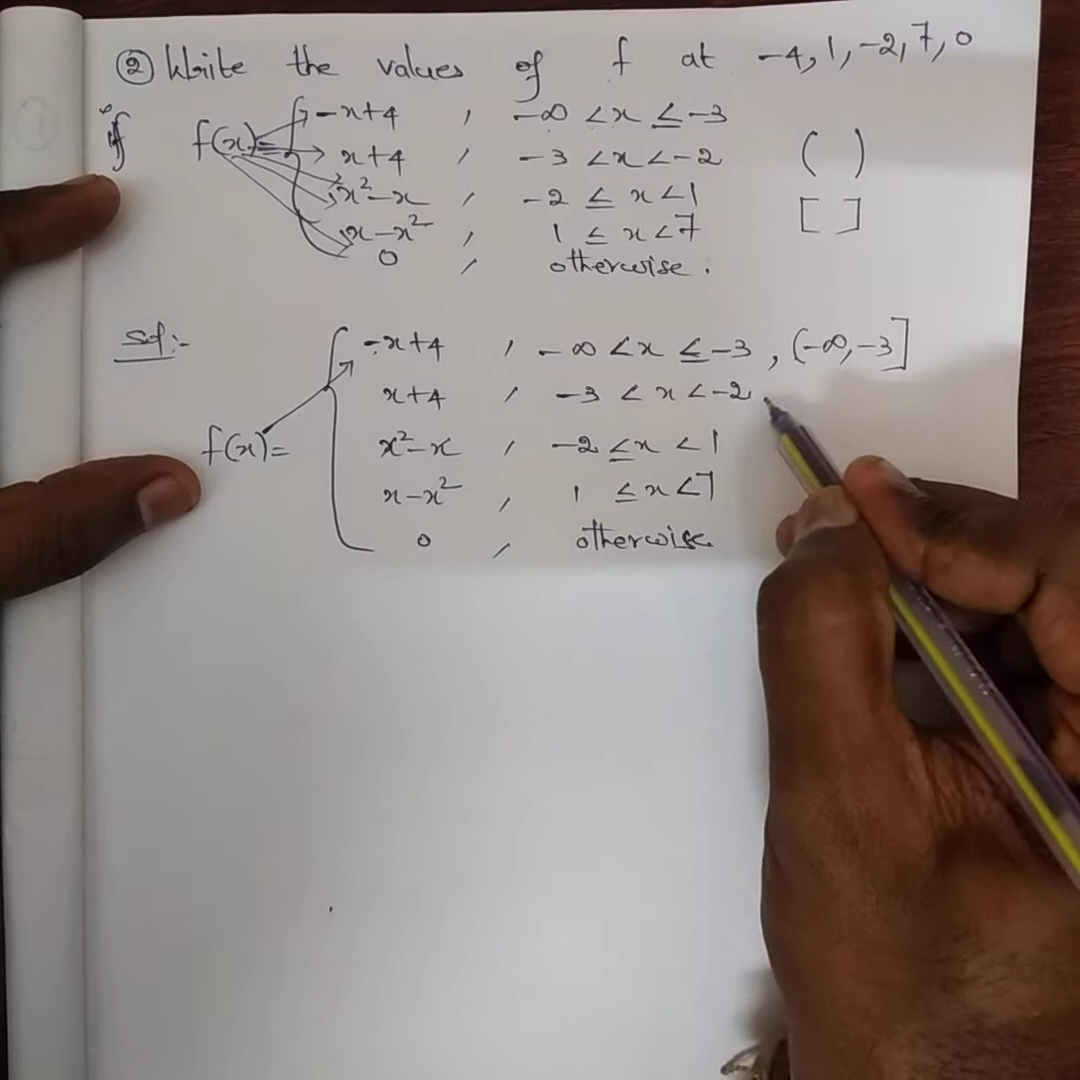 ② Write the values of f at -4, 1, -2, 7, 0
if f(x) = { -x+4 , -∞ < x ≤ -3
x+4 , -3 < x < -2 ( )
x²-x , -2 ≤ x < 1 [ ]
x-x² , 1 ≤ x < 7
0 , otherwise.
Sol:-
-x+4 , -∞ < x ≤ -3 , (-∞, -3]
x+4 , -3 < x < -2
f(x) = { x²-x , -2 ≤ x < 1
x-x² , 1 ≤ x < 7
0 , otherwise.